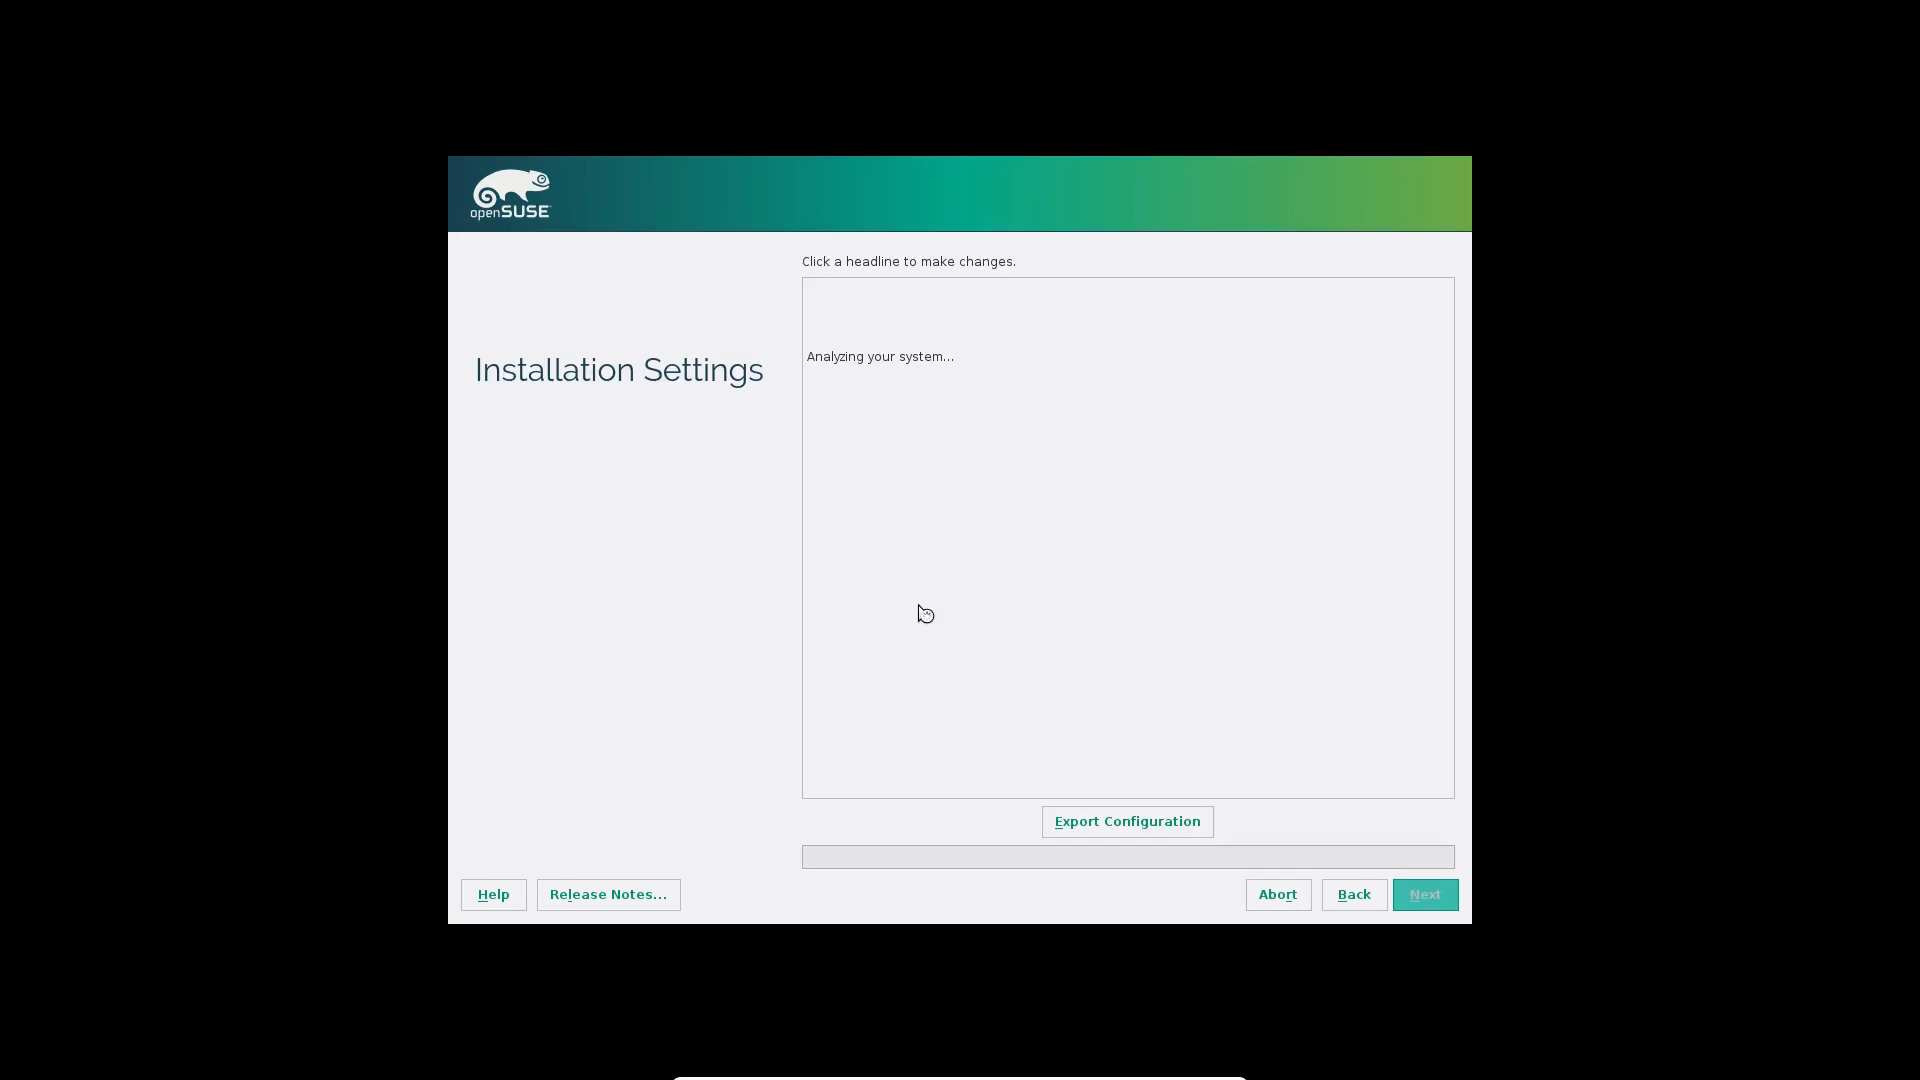 openSUSE
Click a headline to make changes.
Analyzing your system...
Installation Settings
Export Configuration
Help
Release Notes...
Abort
Back
Next